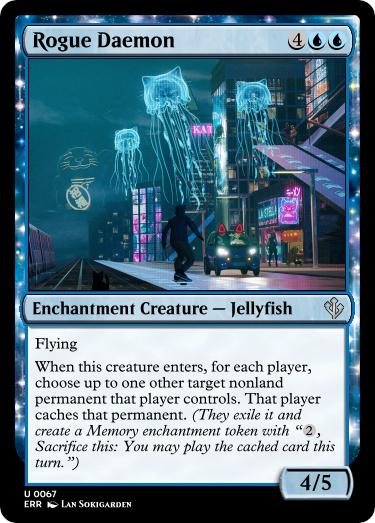 Rogue Daemon 4
KAI
Enchantment Creature — Jellyfish
Flying
When this creature enters, for each player,
choose up to one other target nonland
permanent that player controls. That player
caches that permanent. (They exile it and
create a Memory enchantment token with “2,
Sacrifice this: You may play the cached card this
turn.”)
4/5
U 0067
ERR Lan Sokigarden